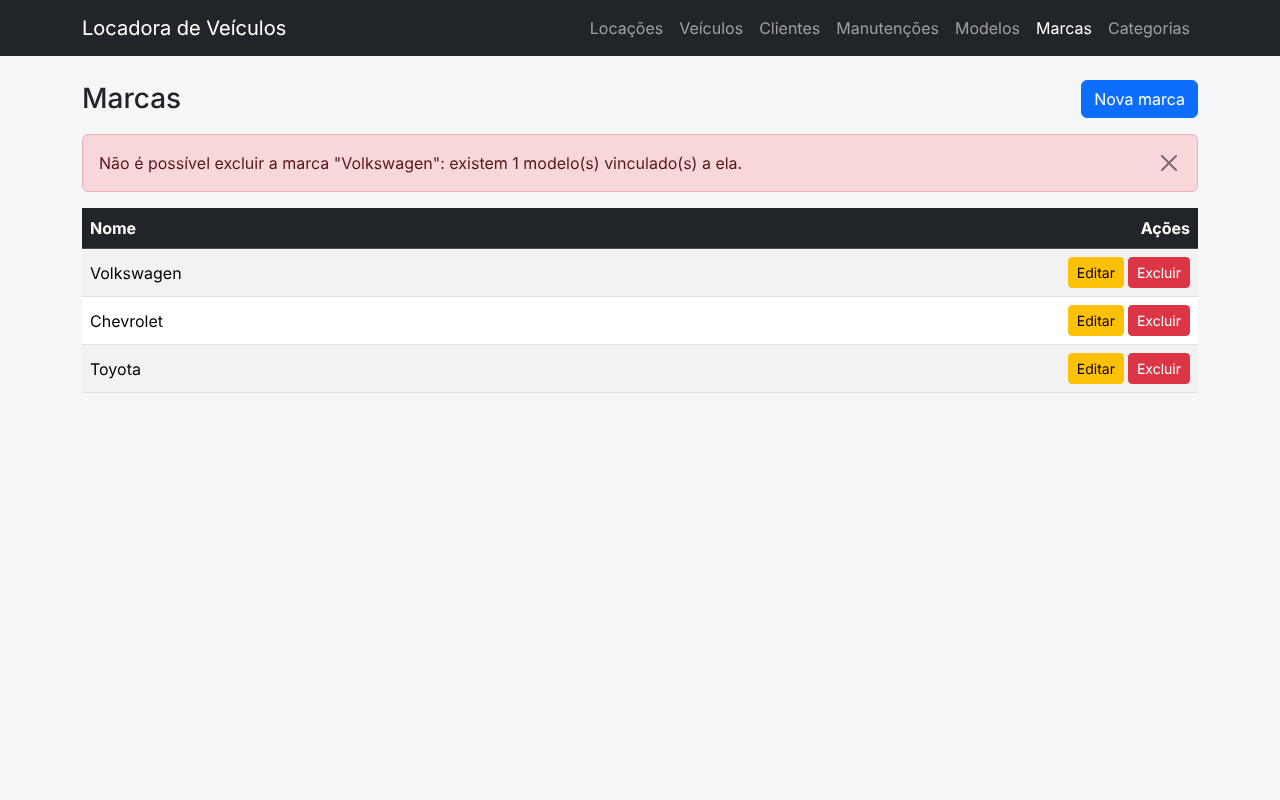 Locadora de Veículos Locações Veículos Clientes Manutenções Modelos Marcas Categorias
Marcas Nova marca
Não é possível excluir a marca "Volkswagen": existem 1 modelo(s) vinculado(s) a ela.
Nome Ações
Volkswagen Editar Excluir
Chevrolet Editar Excluir
Toyota Editar Excluir